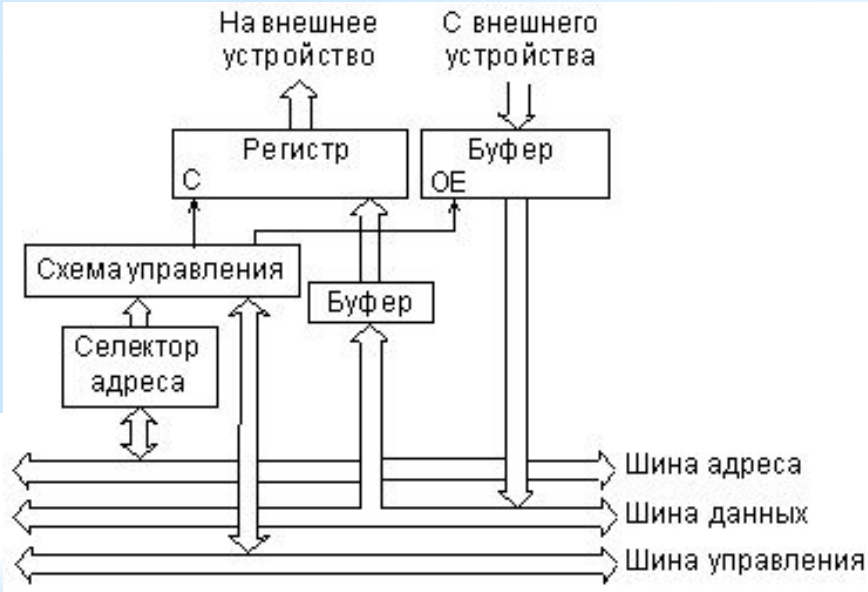 На внешнее
устройство
С внешнего
устройства
Регистр
C
Буфер
OE
Схема управления
Буфер
Селектор
адреса
Шина адреса
Шина данных
Шина управления